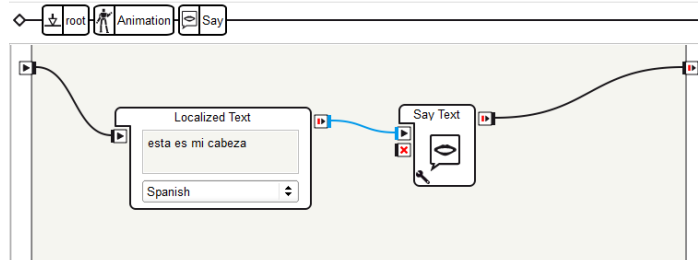 root
Animation
Say
Localized Text
esta es mi cabeza
Spanish
Say Text